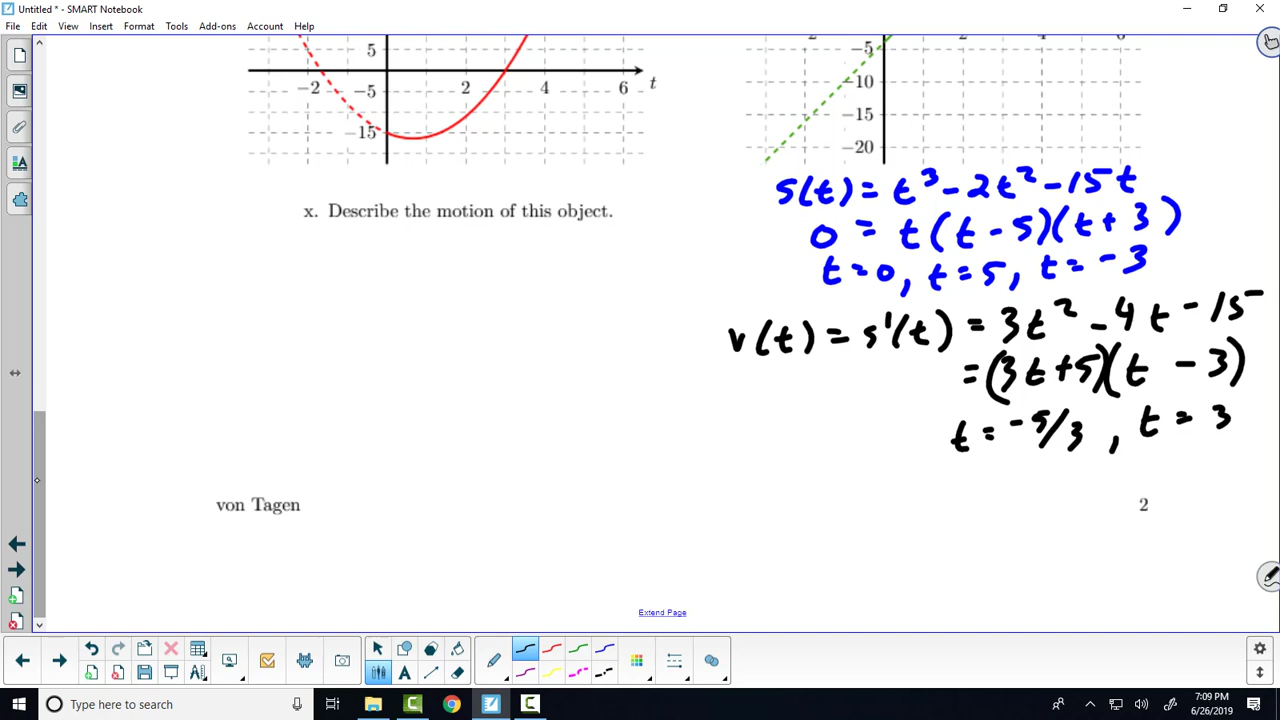 Untitled * - SMART Notebook
File Edit View Insert Format Tools Add-ons Account Help
5
-2 -5 2 4 6 t
-15
-5
-10
-15
-20
s(t) = t³ - 2t² - 15t
x. Describe the motion of this object.
0 = t(t - 5)(t + 3)
t = 0, t = 5, t = -3
v(t) = s'(t) = 3t² - 4t - 15
= (3t + 5)(t - 3)
t = -5/3, t = 3
von Tagen 2
Extend Page
Type here to search
7:09 PM
6/26/2019